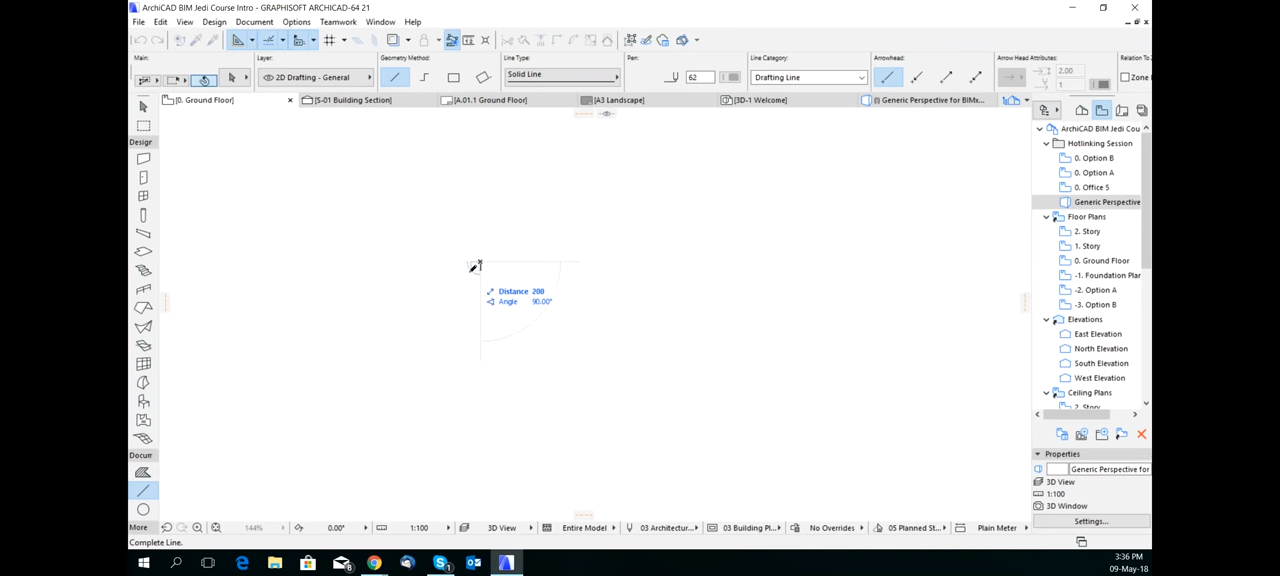 ArchiCAD BIM Jedi Course Intro - GRAPHISOFT ARCHICAD-64 21
File Edit View Design Document Options Teamwork Window Help
Main: Layer: Geometry Method: Line Type: Pen: Line Category: Arrowhead: Arrow Head Attributes: Relation To
2D Drafting - General Solid Line 62 Drafting Line 2.00 1 Zone
[0. Ground Floor] [S-01 Building Section] [A.01.1 Ground Floor] [A3 Landscape] [3D-1 Welcome] (!) Generic Perspective for BIMx...
Design
Docum
More
Distance 200
Angle 90.00°
ArchiCAD BIM Jedi Cou
Hotlinking Session
0. Option B
0. Option A
0. Office 5
Generic Perspective
Floor Plans
2. Story
1. Story
0. Ground Floor
-1. Foundation Plan
-2. Option A
-3. Option B
Elevations
East Elevation
North Elevation
South Elevation
West Elevation
Ceiling Plans
2. Story
Properties
Generic Perspective for
3D View
1:100
3D Window
Settings...
144% 0.00° 1:100 3D View Entire Model 03 Architectur... 03 Building Pl... No Overrides 05 Planned St... Plain Meter
Complete Line.
3:36 PM
09-May-18